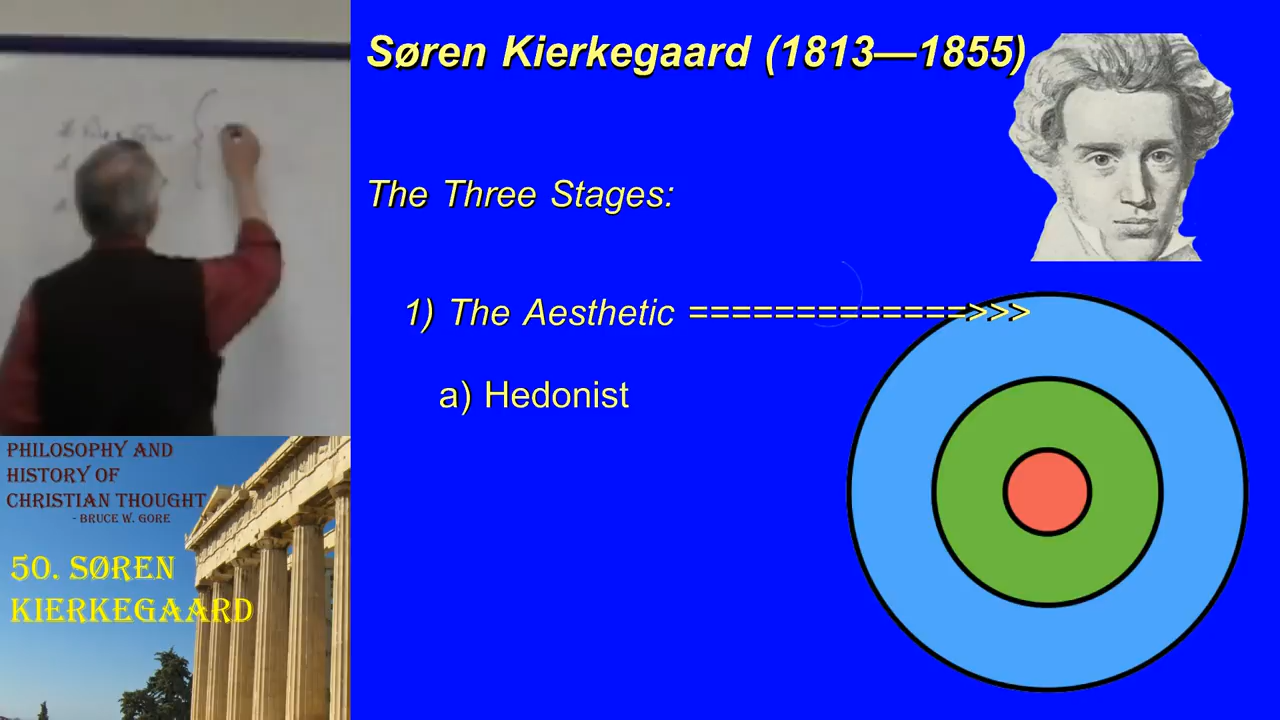 Søren Kierkegaard (1813—1855)
The Three Stages:
1) The Aesthetic =============>>>
a) Hedonist
PHILOSOPHY AND
HISTORY OF
CHRISTIAN THOUGHT
- BRUCE W. GORE
50. SØREN
KIERKEGAARD